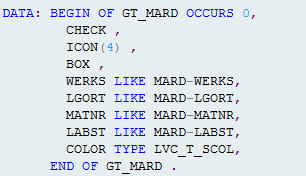 DATA: BEGIN OF GT_MARD OCCURS 0,
CHECK ,
ICON(4) ,
BOX ,
WERKS LIKE MARD-WERKS,
LGORT LIKE MARD-LGORT,
MATNR LIKE MARD-MATNR,
LABST LIKE MARD-LABST,
COLOR TYPE LVC_T_SCOL,
END OF GT_MARD .